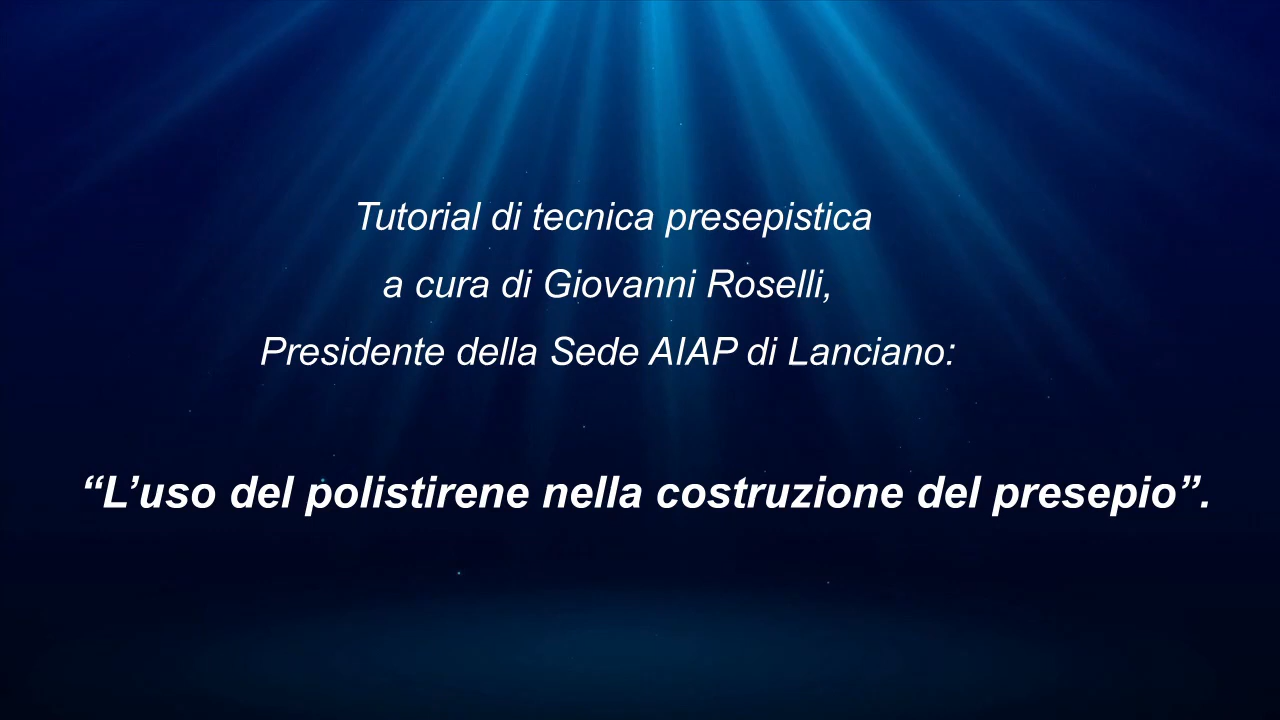 Tutorial di tecnica presepistica
a cura di Giovanni Roselli,
Presidente della Sede AIAP di Lanciano:
“L’uso del polistirene nella costruzione del presepio”.